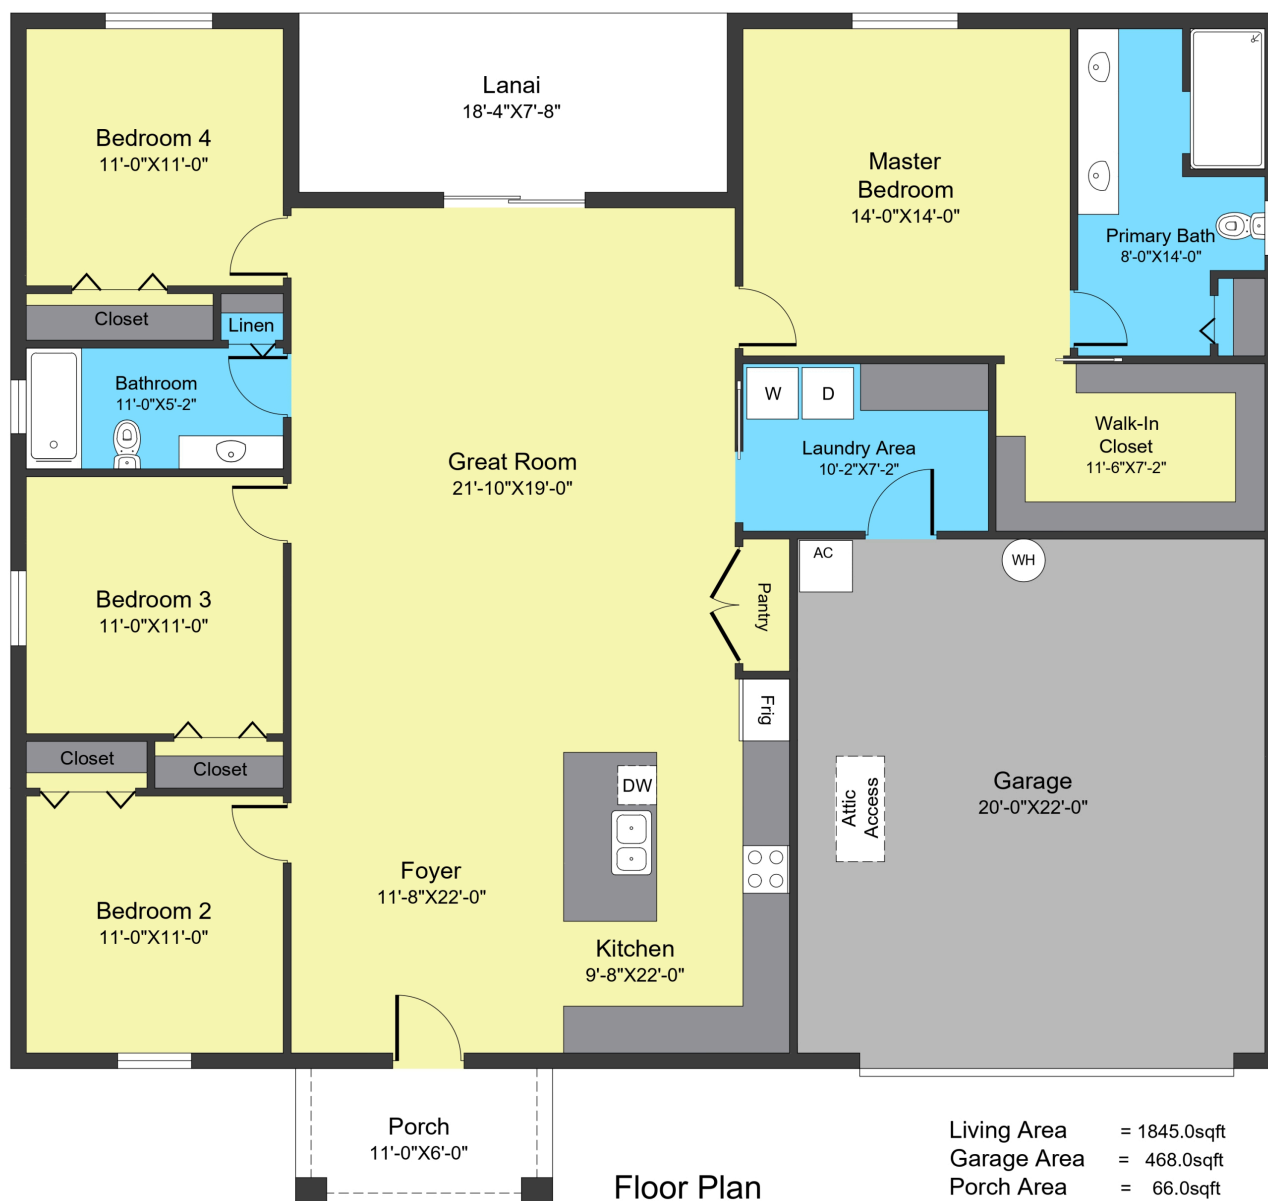 Lanai
18'-4"X7'-8"
Bedroom 4
11'-0"X11'-0"
Master
Bedroom
14'-0"X14'-0"
Primary Bath
8'-0"X14'-0"
Closet
Linen
Bathroom
11'-0"X5'-2"
W
D
Laundry Area
10'-2"X7'-2"
Walk-In
Closet
11'-6"X7'-2"
Great Room
21'-10"X19'-0"
AC
WH
Pantry
Bedroom 3
11'-0"X11'-0"
Frig
Closet
Closet
DW
Attic
Access
Garage
20'-0"X22'-0"
Foyer
11'-8"X22'-0"
Bedroom 2
11'-0"X11'-0"
Kitchen
9'-8"X22'-0"
Porch
11'-0"X6'-0"
Floor Plan
Living Area = 1845.0sqft
Garage Area = 468.0sqft
Porch Area = 66.0sqft